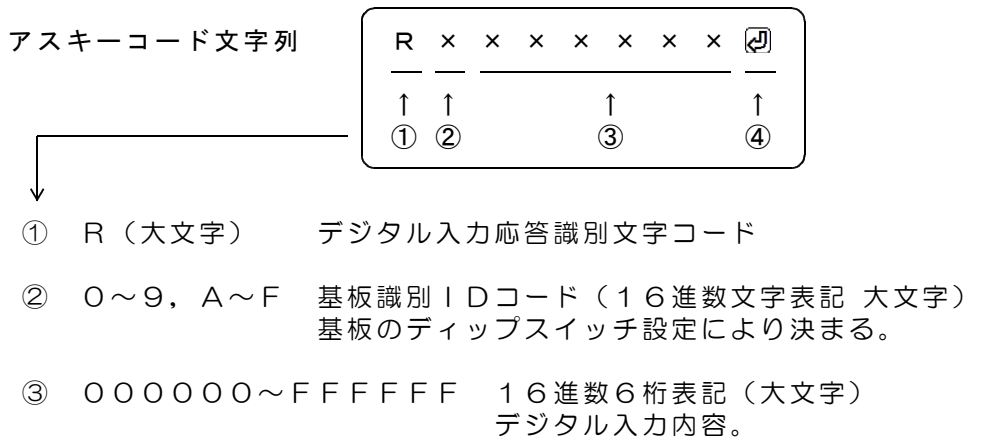 アスキーコード文字列 R × × × × × × × ⏎
↑ ↑ ↑ ↑
① ② ③ ④
① R（大文字） デジタル入力応答識別文字コード
② ０～９，Ａ～Ｆ 基板識別ＩＤコード（１６進数文字表記 大文字）
基板のディップスイッチ設定により決まる。
③ ００００００～ＦＦＦＦＦＦ １６進数６桁表記（大文字）
デジタル入力内容。